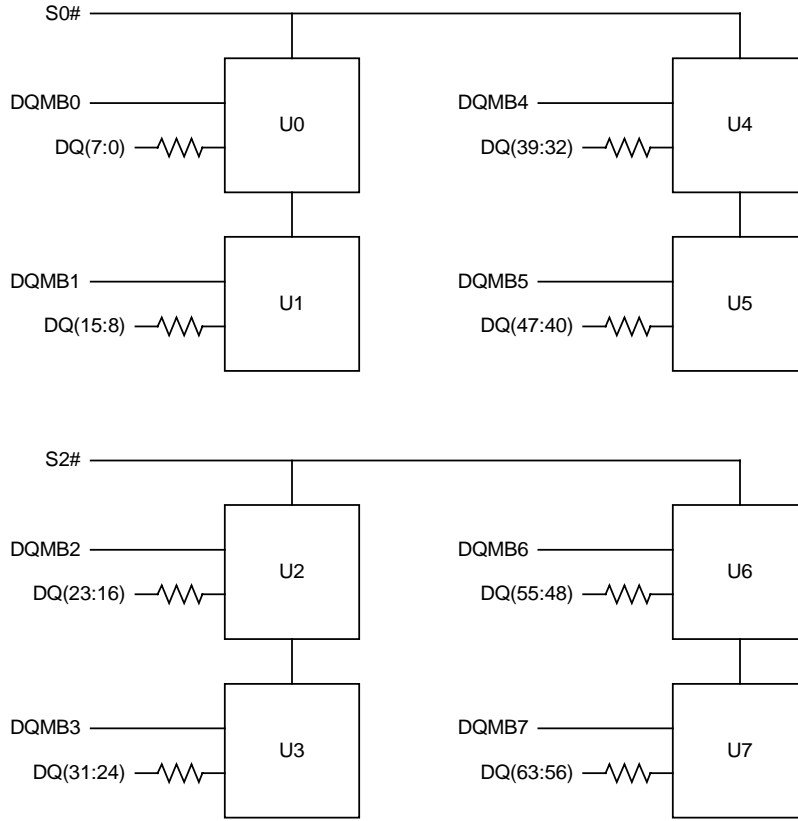 S0#
DQMB0
U0
DQ(7:0)
DQMB4
U4
DQ(39:32)
DQMB1
U1
DQ(15:8)
DQMB5
U5
DQ(47:40)
S2#
DQMB2
U2
DQ(23:16)
DQMB6
U6
DQ(55:48)
DQMB3
U3
DQ(31:24)
DQMB7
U7
DQ(63:56)